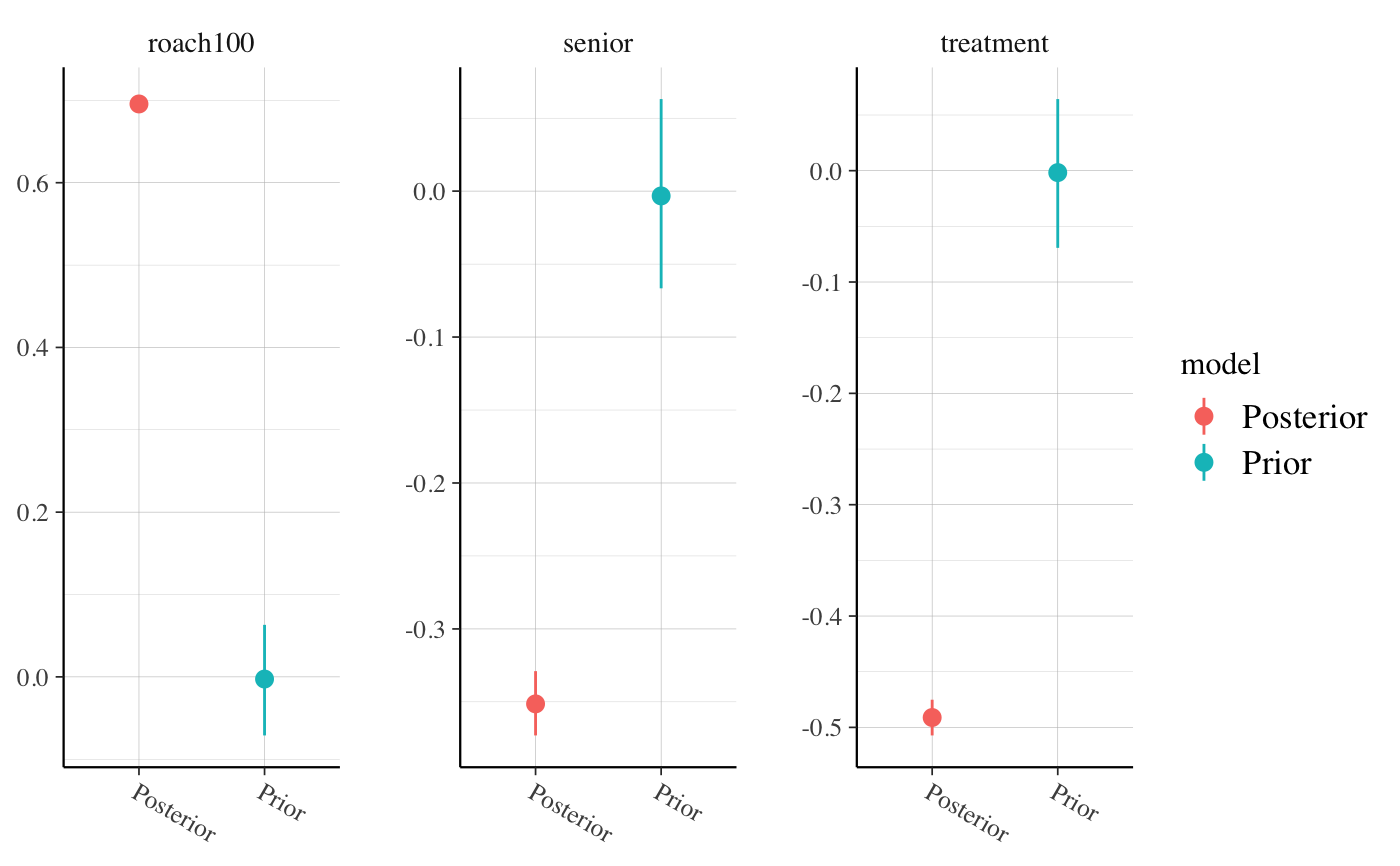 roach100
senior
treatment
0.6
0.4
0.2
0.0
Posterior
Prior
0.0
-0.1
-0.2
-0.3
Posterior
Prior
0.0
-0.1
-0.2
-0.3
-0.4
-0.5
Posterior
Prior
model
Posterior
Prior